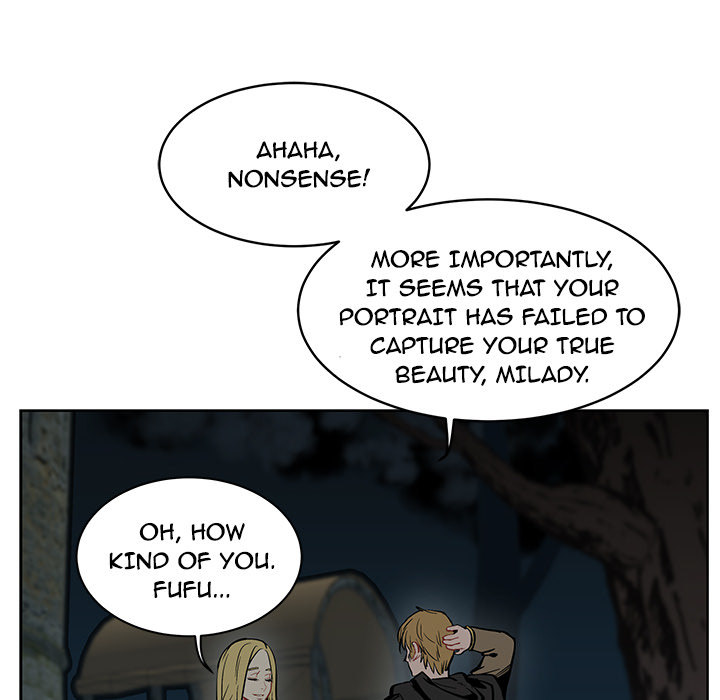 AHAHA,
NONSENSE!
MORE IMPORTANTLY,
IT SEEMS THAT YOUR
PORTRAIT HAS FAILED TO
CAPTURE YOUR TRUE
BEAUTY, MILADY.
OH, HOW
KIND OF YOU.
FUFU...